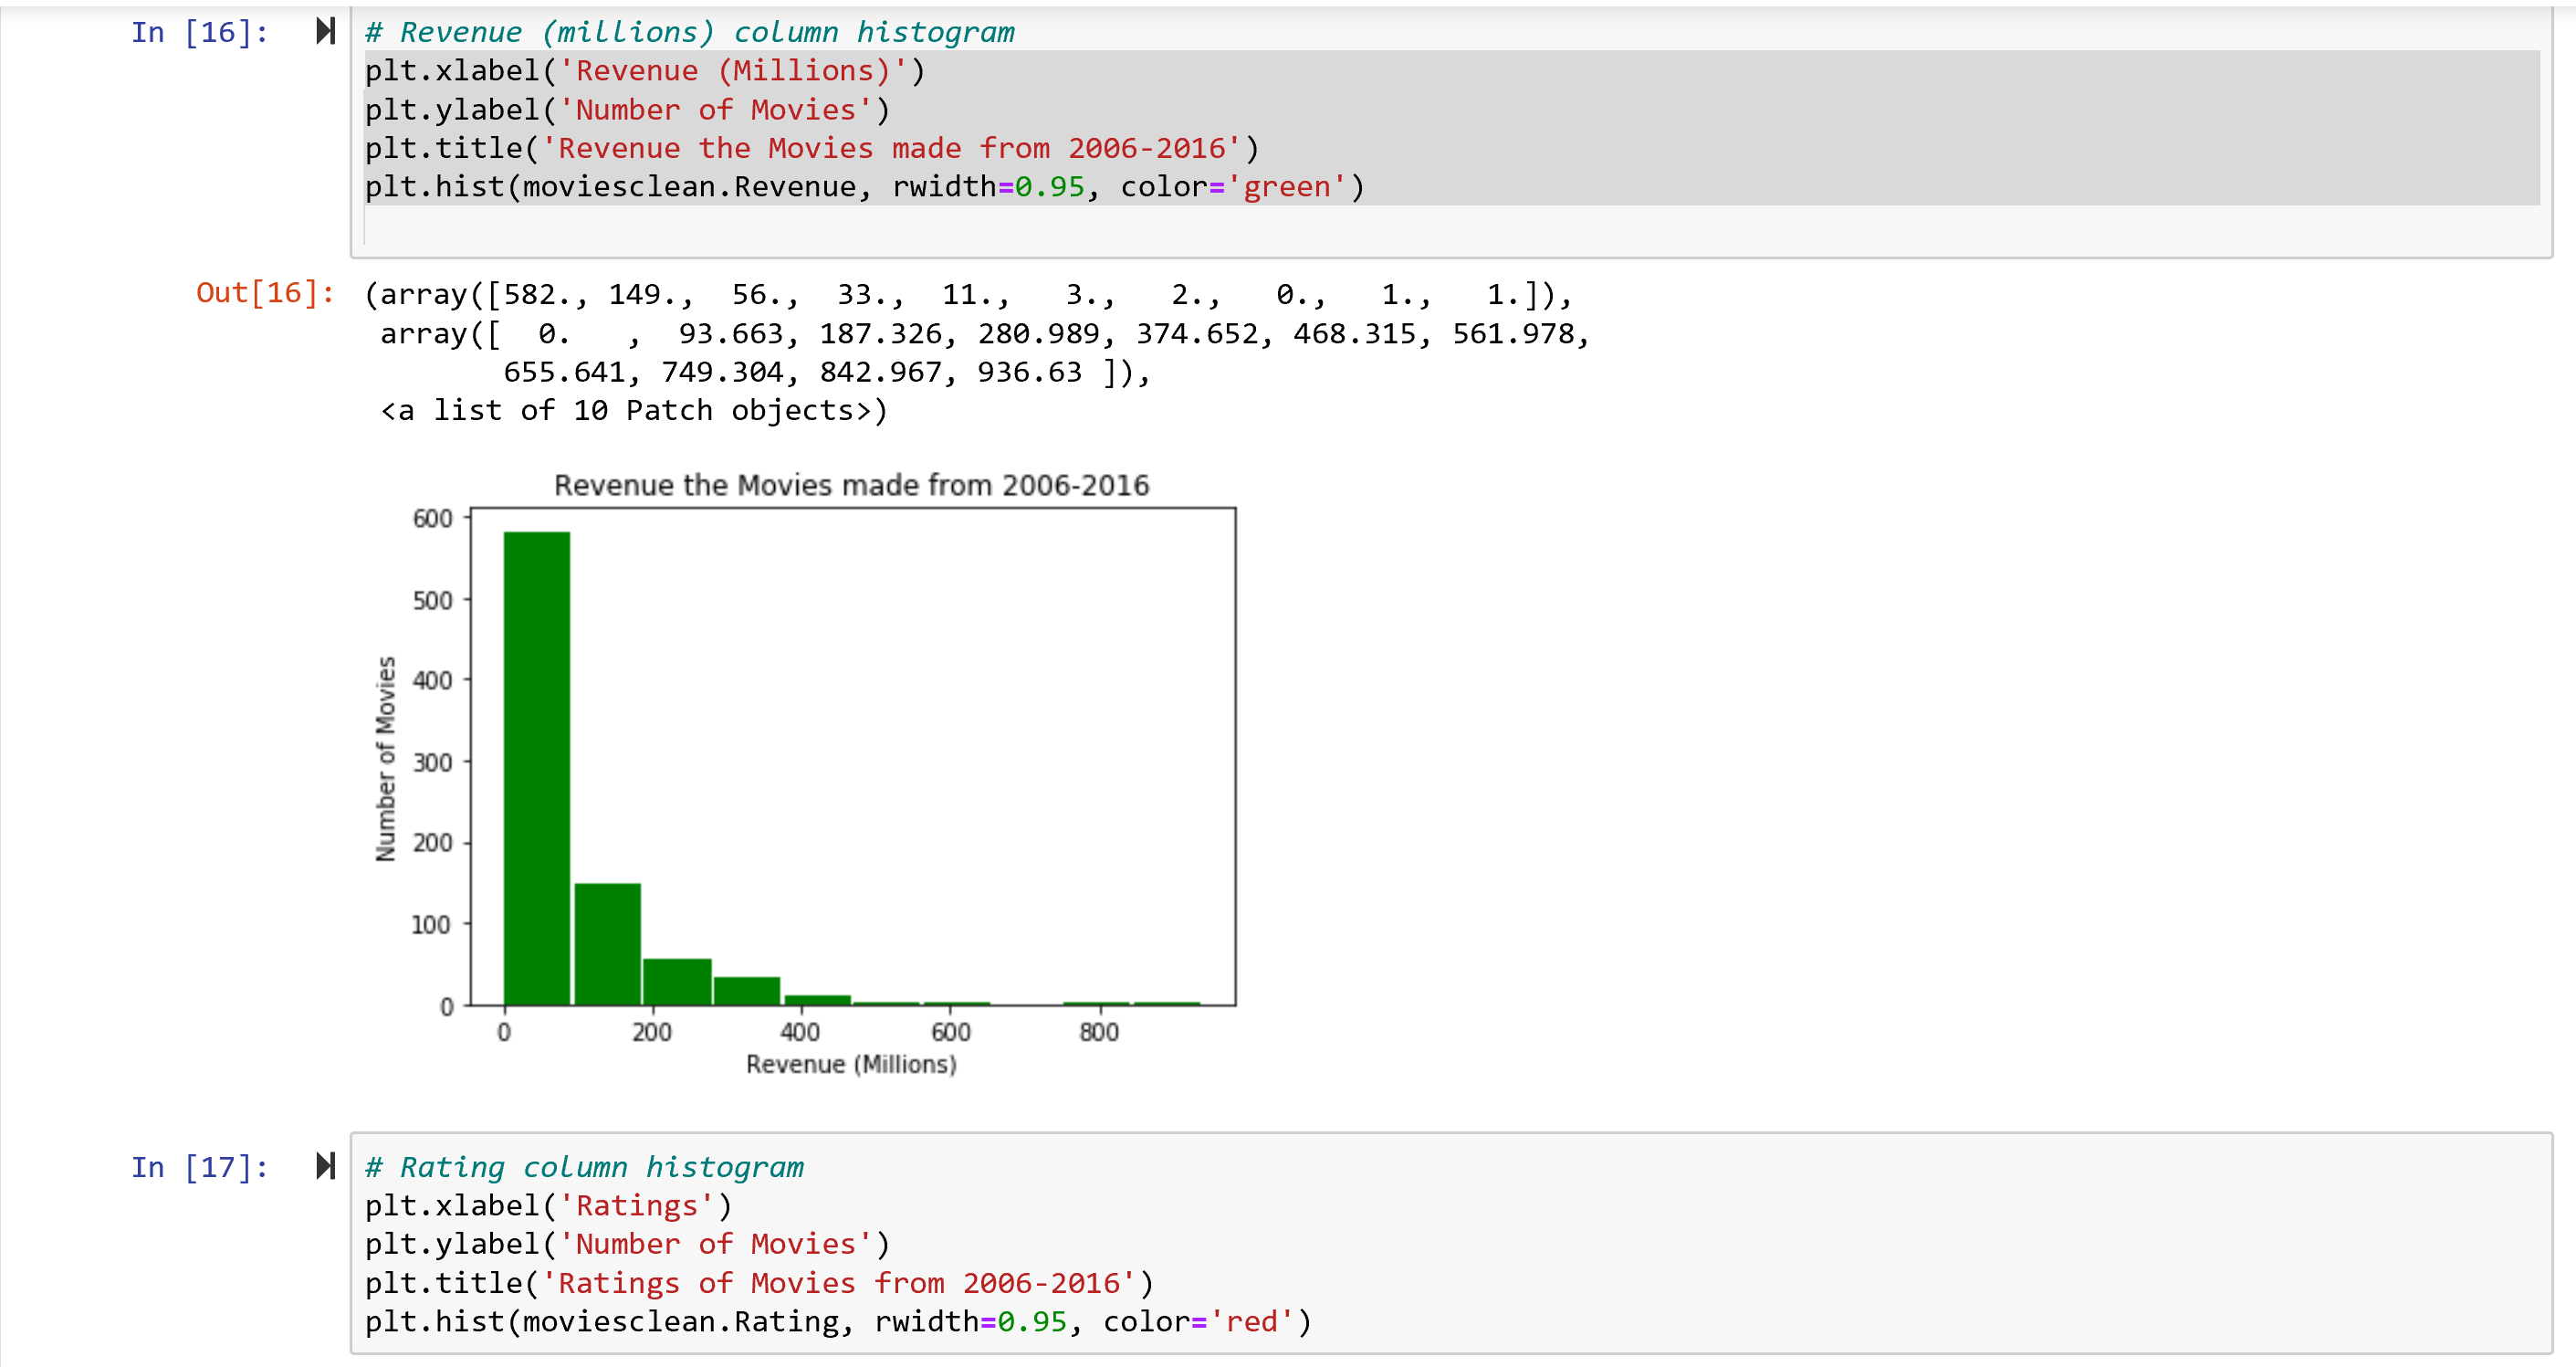 In [16]: # Revenue (millions) column histogram
plt.xlabel('Revenue (Millions)')
plt.ylabel('Number of Movies')
plt.title('Revenue the Movies made from 2006-2016')
plt.hist(moviesclean.Revenue, rwidth=0.95, color='green')
Out[16]: (array([582., 149.,  56.,  33.,  11.,   3.,   2.,   0.,   1.,   1.]),
 array([  0.   ,  93.663, 187.326, 280.989, 374.652, 468.315, 561.978,
        655.641, 749.304, 842.967, 936.63 ]),
 <a list of 10 Patch objects>)
Revenue the Movies made from 2006-2016
600
500
400
300
200
100
0
Number of Movies
0 200 400 600 800
Revenue (Millions)
In [17]: # Rating column histogram
plt.xlabel('Ratings')
plt.ylabel('Number of Movies')
plt.title('Ratings of Movies from 2006-2016')
plt.hist(moviesclean.Rating, rwidth=0.95, color='red')